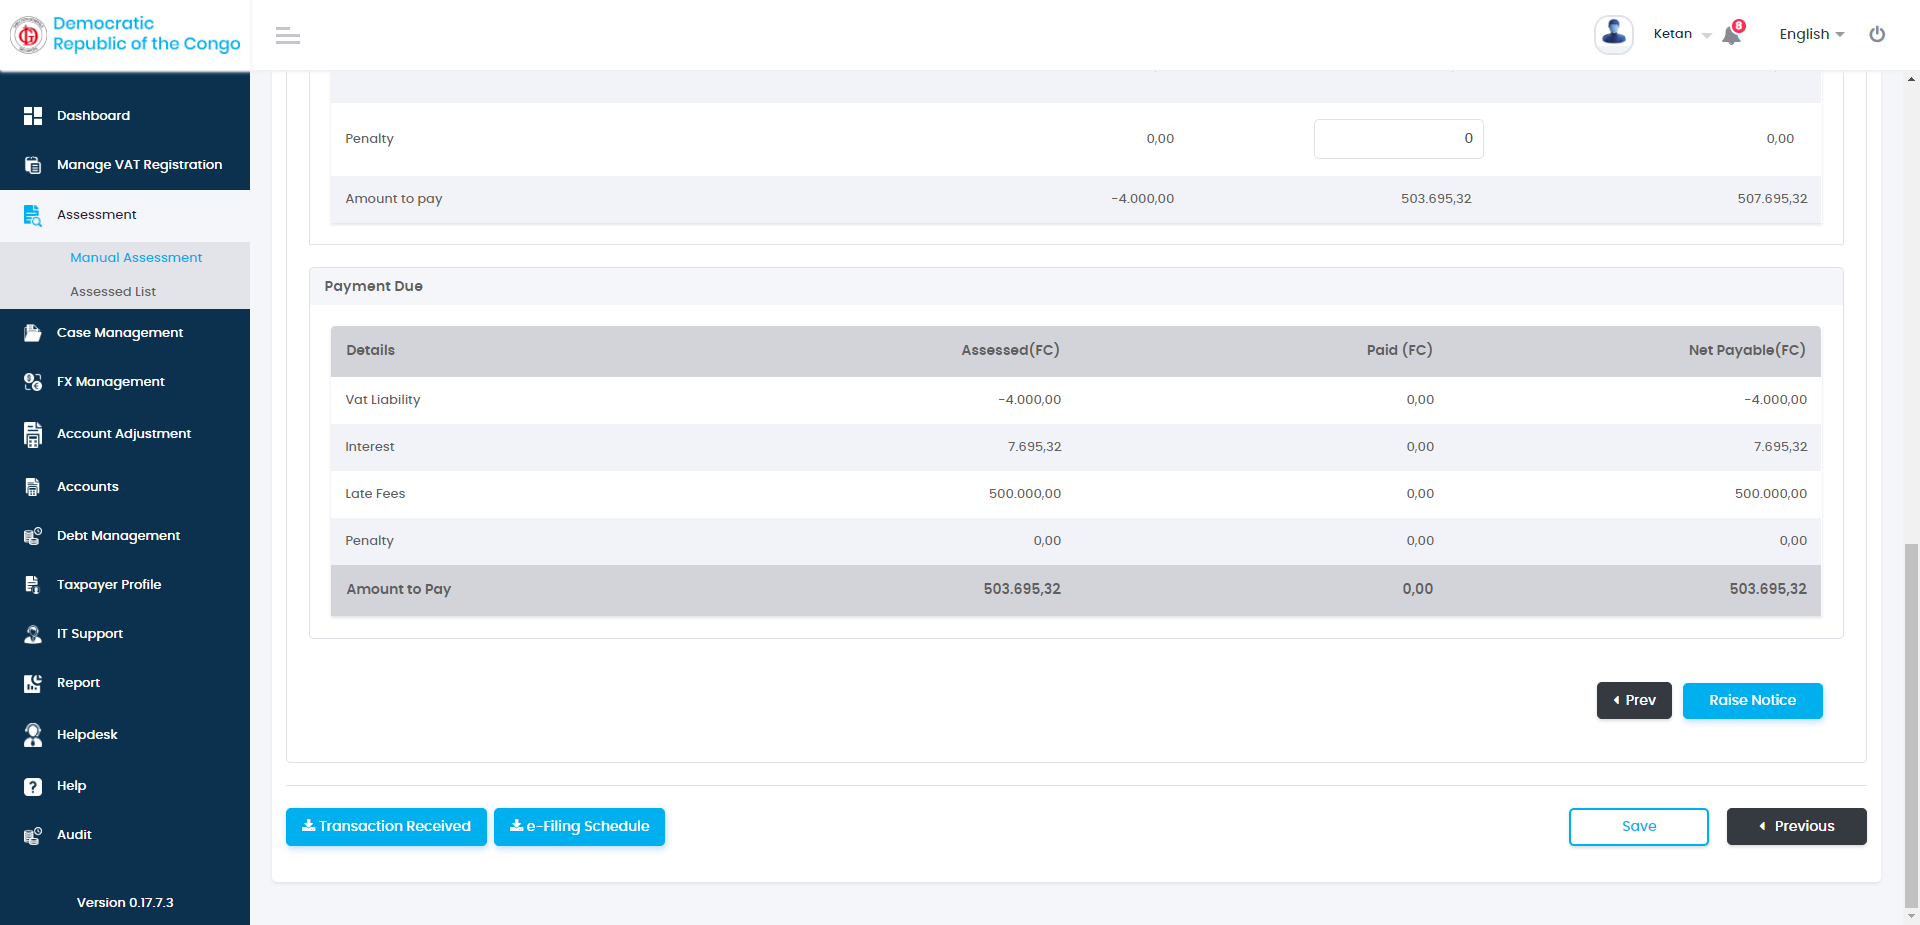 Democratic
Republic of the Congo
Ketan
8
English
Dashboard
Manage VAT Registration
Assessment
Manual Assessment
Assessed List
Case Management
FX Management
Account Adjustment
Accounts
Debt Management
Taxpayer Profile
IT Support
Report
Helpdesk
Help
Audit
Version 0.17.7.3
Penalty 0,00 0 0,00
Amount to pay -4.000,00 503.695,32 507.695,32
Payment Due
Details Assessed(FC) Paid (FC) Net Payable(FC)
Vat Liability -4.000,00 0,00 -4.000,00
Interest 7.695,32 0,00 7.695,32
Late Fees 500.000,00 0,00 500.000,00
Penalty 0,00 0,00 0,00
Amount to Pay 503.695,32 0,00 503.695,32
Prev Raise Notice
Transaction Received e-Filing Schedule Save Previous